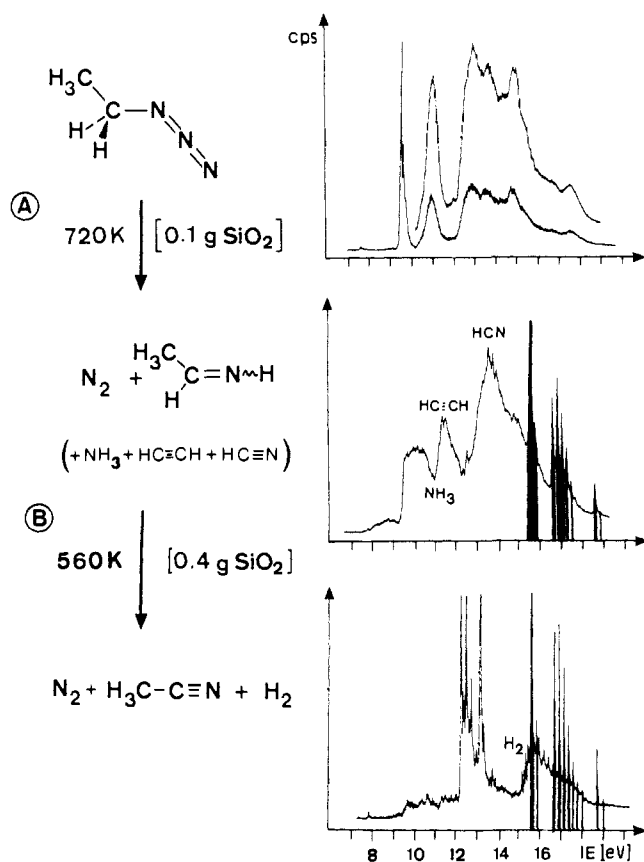 cps
H₃C
C — N
H
H
N
N
Ⓐ
720K [0.1 g SiO₂]
N₂ + H₃C
C=N~H
H
(+NH₃+HC≡CH+HC≡N)
HCN
HC≡CH
NH₃
Ⓑ
560K [0.4 g SiO₂]
N₂ + H₃C-C≡N + H₂
H₂
8 10 12 14 16 IE [eV]